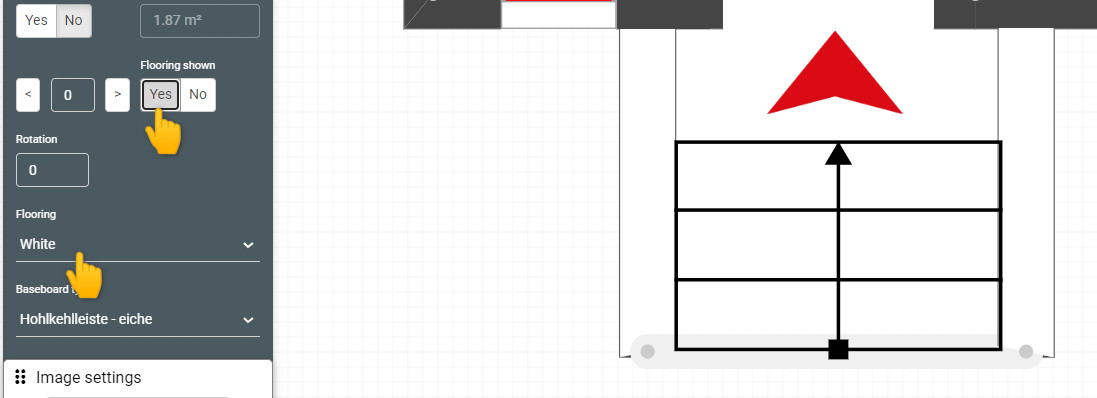 Yes No 1.87 m²
Flooring shown
< 0 > Yes No
Rotation
0
Flooring
White
Baseboard
Hohlkehlleiste - eiche
Image settings